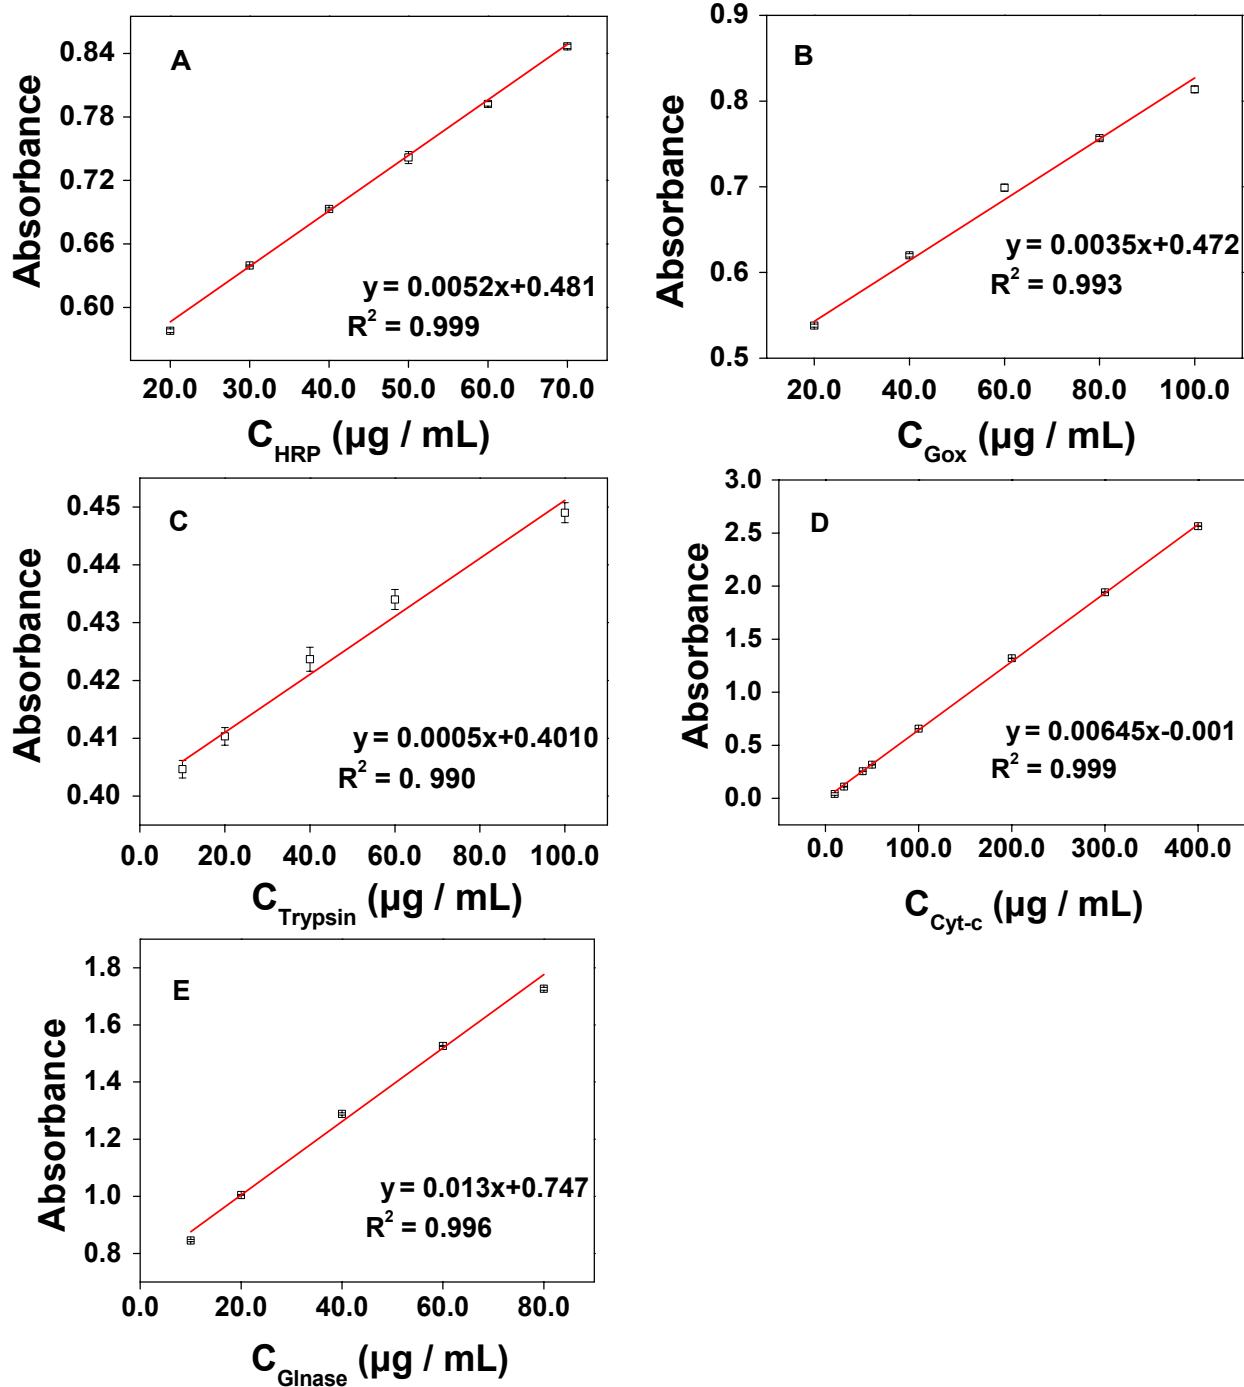 A
Absorbance
0.84
0.78
0.72
0.66
0.60
y = 0.0052x+0.481
R² = 0.999
20.0 30.0 40.0 50.0 60.0 70.0
C_HRP (µg / mL)
B
Absorbance
0.9
0.8
0.7
0.6
0.5
y = 0.0035x+0.472
R² = 0.993
20.0 40.0 60.0 80.0 100.0
C_Gox (µg / mL)
C
Absorbance
0.45
0.44
0.43
0.42
0.41
0.40
y = 0.0005x+0.4010
R² = 0. 990
0.0 20.0 40.0 60.0 80.0 100.0
C_Trypsin (µg / mL)
D
Absorbance
3.0
2.5
2.0
1.5
1.0
0.5
0.0
y = 0.00645x-0.001
R² = 0.999
0.0 100.0 200.0 300.0 400.0
C_Cyt-c (µg / mL)
E
Absorbance
1.8
1.6
1.4
1.2
1.0
0.8
y = 0.013x+0.747
R² = 0.996
0.0 20.0 40.0 60.0 80.0
C_Glnase (µg / mL)